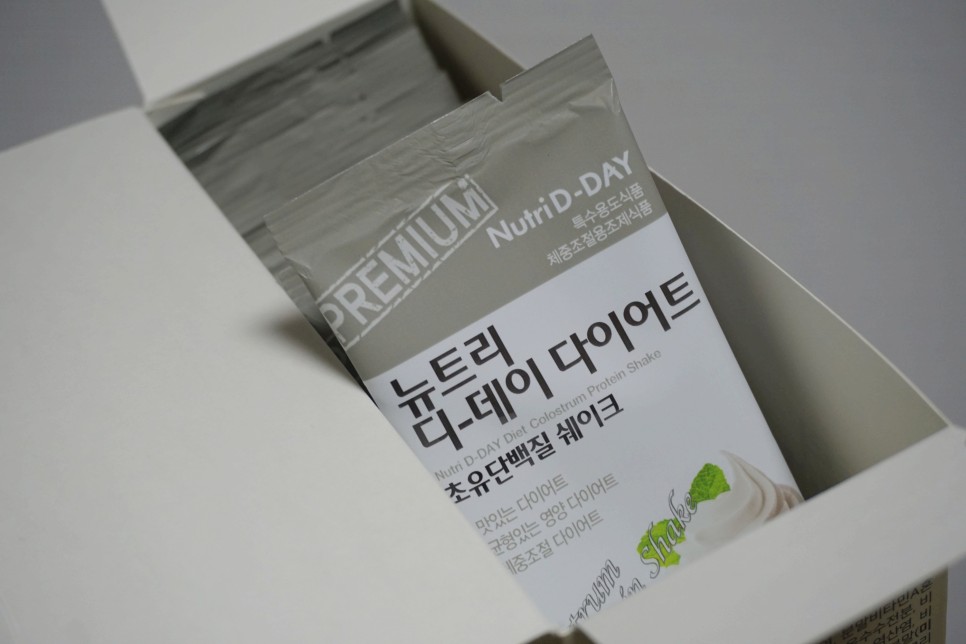 PREMIUM
Nutri D-DAY
특수용도식품
체중조절용조제식품
뉴트리
디-데이 다이어트
Nutri D-DAY Diet Colostrum Protein Shake
초유단백질 쉐이크
맛있는 다이어트
균형있는 영양 다이어트
체중조절 다이어트
Shake